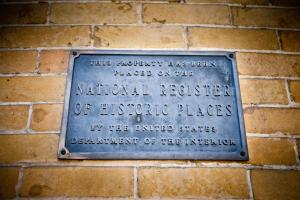 THIS PROPERTY HAS BEEN
PLACED ON THE
NATIONAL REGISTER
OF HISTORIC PLACES
BY THE UNITED STATES
DEPARTMENT OF THE INTERIOR